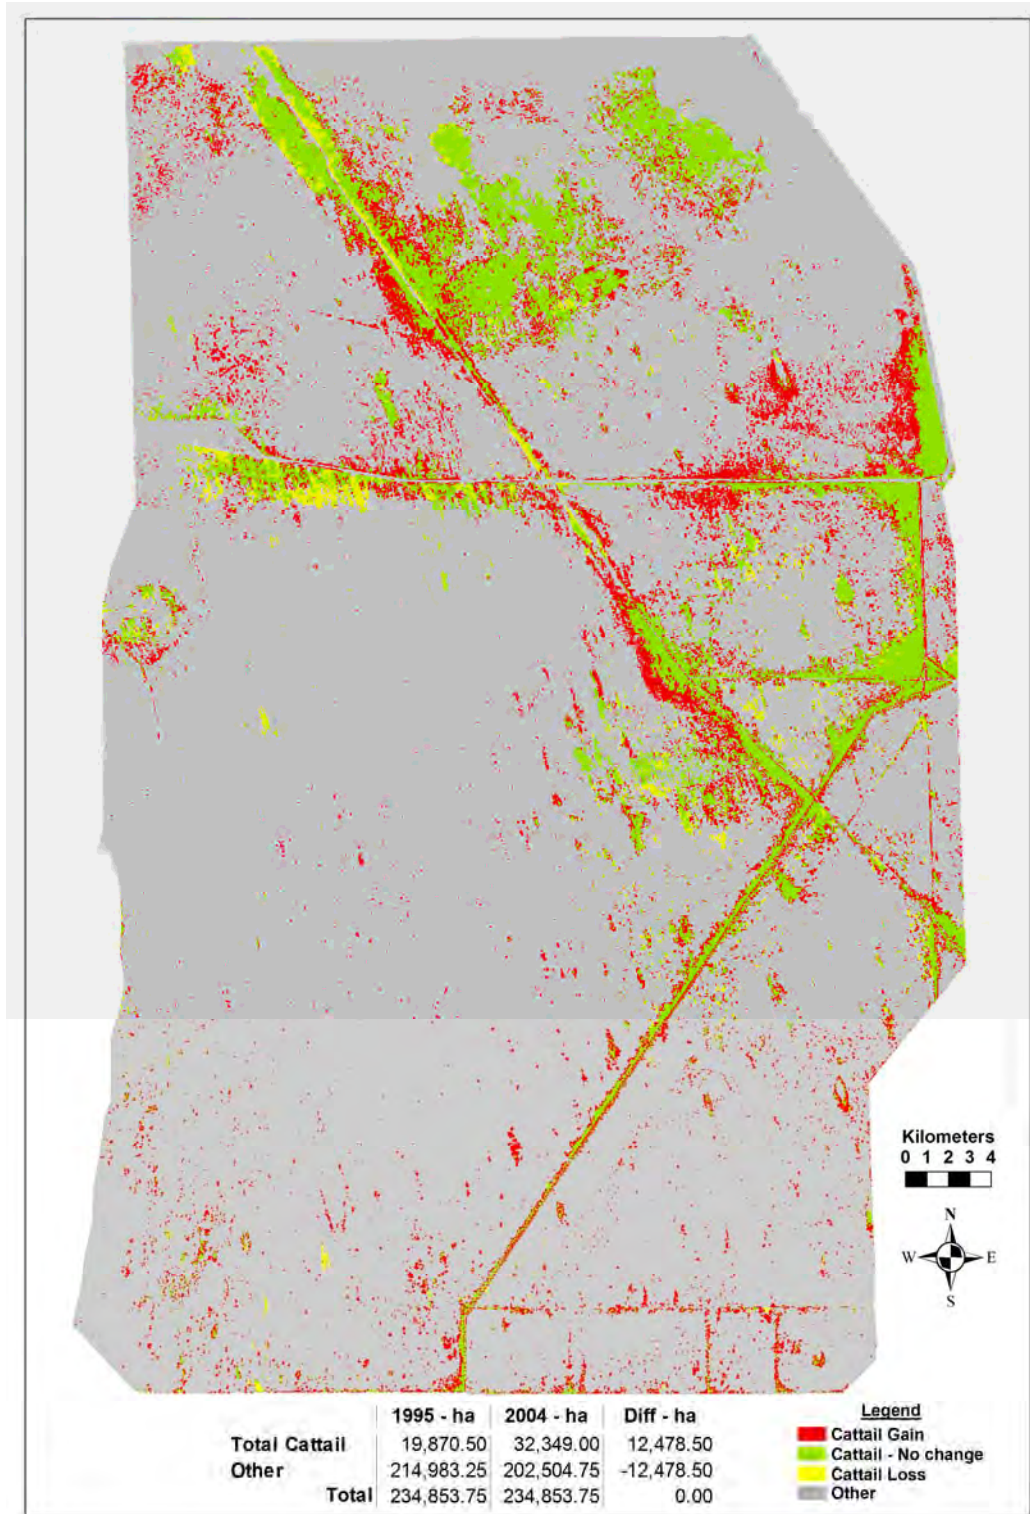 Kilometers
0 1 2 3 4
N
W E
S
1995 - ha 2004 - ha Diff - ha
Total Cattail 19,870.50 32,349.00 12,478.50
Other 214,983.25 202,504.75 -12,478.50
Total 234,853.75 234,853.75 0.00
Legend
Cattail Gain
Cattail - No change
Cattail Loss
Other